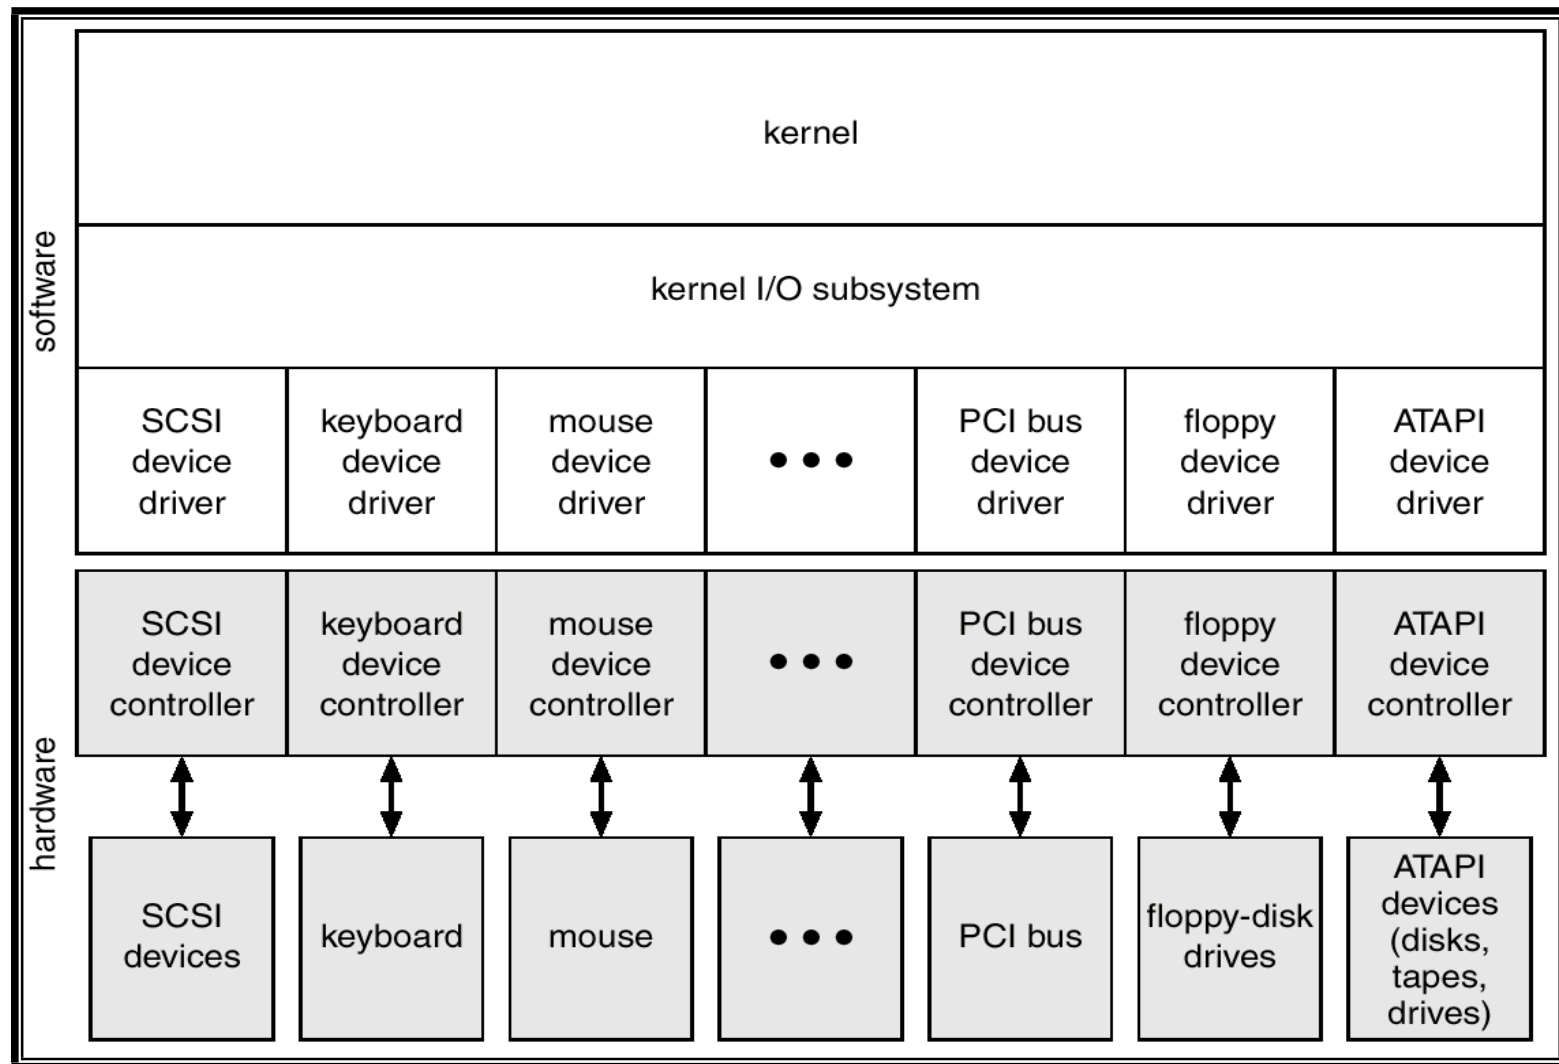 software
kernel
kernel I/O subsystem
SCSI
device
driver
keyboard
device
driver
mouse
device
driver
•••
PCI bus
device
driver
floppy
device
driver
ATAPI
device
driver
hardware
SCSI
device
controller
keyboard
device
controller
mouse
device
controller
•••
PCI bus
device
controller
floppy
device
controller
ATAPI
device
controller
SCSI
devices
keyboard
mouse
•••
PCI bus
floppy-disk
drives
ATAPI
devices
(disks,
tapes,
drives)